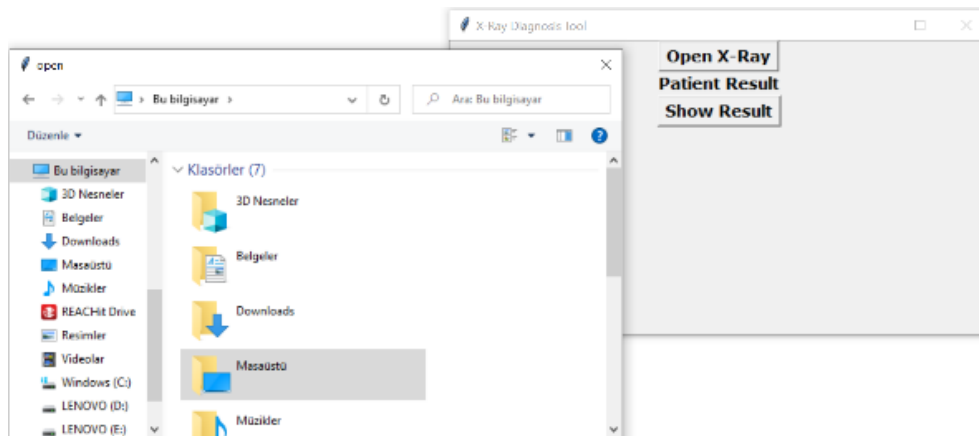 X-Ray Diagnosis Tool
Open X-Ray
Patient Result
Show Result
open
Bu bilgisayar
Ara: Bu bilgisayar
Düzenle
Bu bilgisayar
3D Nesneler
Belgeler
Downloads
Masaüstü
Müzikler
REACHit Drive
Resimler
Videolar
Windows (C:)
LENOVO (D:)
LENOVO (E:)
Klasörler (7)
3D Nesneler
Belgeler
Downloads
Masaüstü
Müzikler